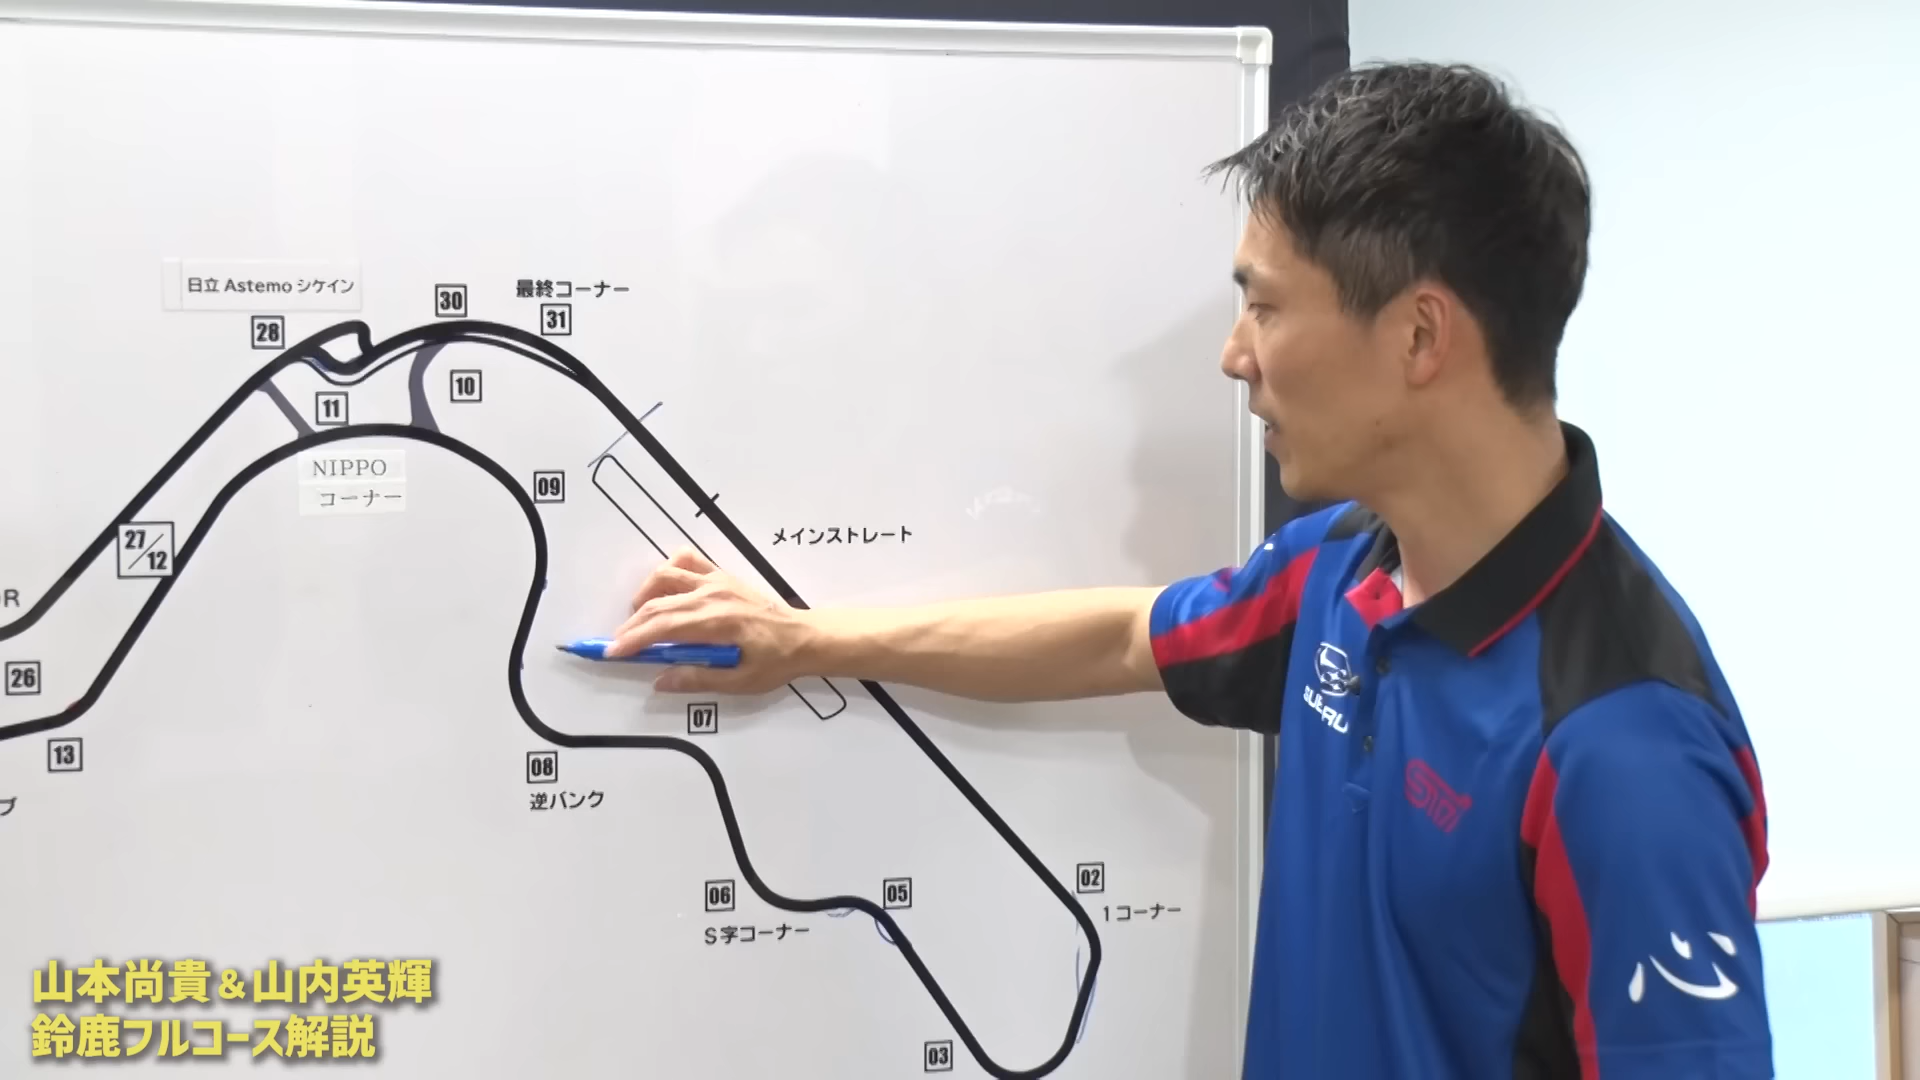 日立 Astemo シケイン
30
最終コーナー
31
28
10
11
NIPPO
コーナー
09
27/12
メインストレート
26
13
07
08
逆バンク
06
S字コーナー
05
02
1コーナー
03
SUBARU
STI
心
山本尚貴&山内英輝
鈴鹿フルコース解説